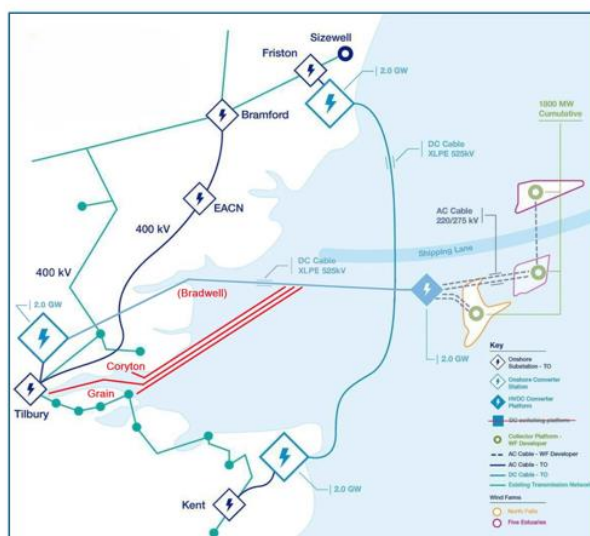 Sizewell
Friston
2.0 GW
Bramford
1800 MW
Cumulative
DC Cable
XLPE 525kV
EACN
400 kV
AC Cable
220/275 kV
Shipping Lane
400 kV
DC Cable
XLPE 525kV
(Bradwell)
2.0 GW
2.0 GW
Coryton
Grain
Tilbury
Kent
2.0 GW
Key
Onshore
Substation - TO
Onshore Converter
Station
HVDC Converter
Platform
DC switching platform
Collector Platform -
WF Developer
AC Cable - WF Developer
AC Cable - TO
DC Cable - TO
Existing Transmission Network
Wind Farms
North Falls
Five Estuaries